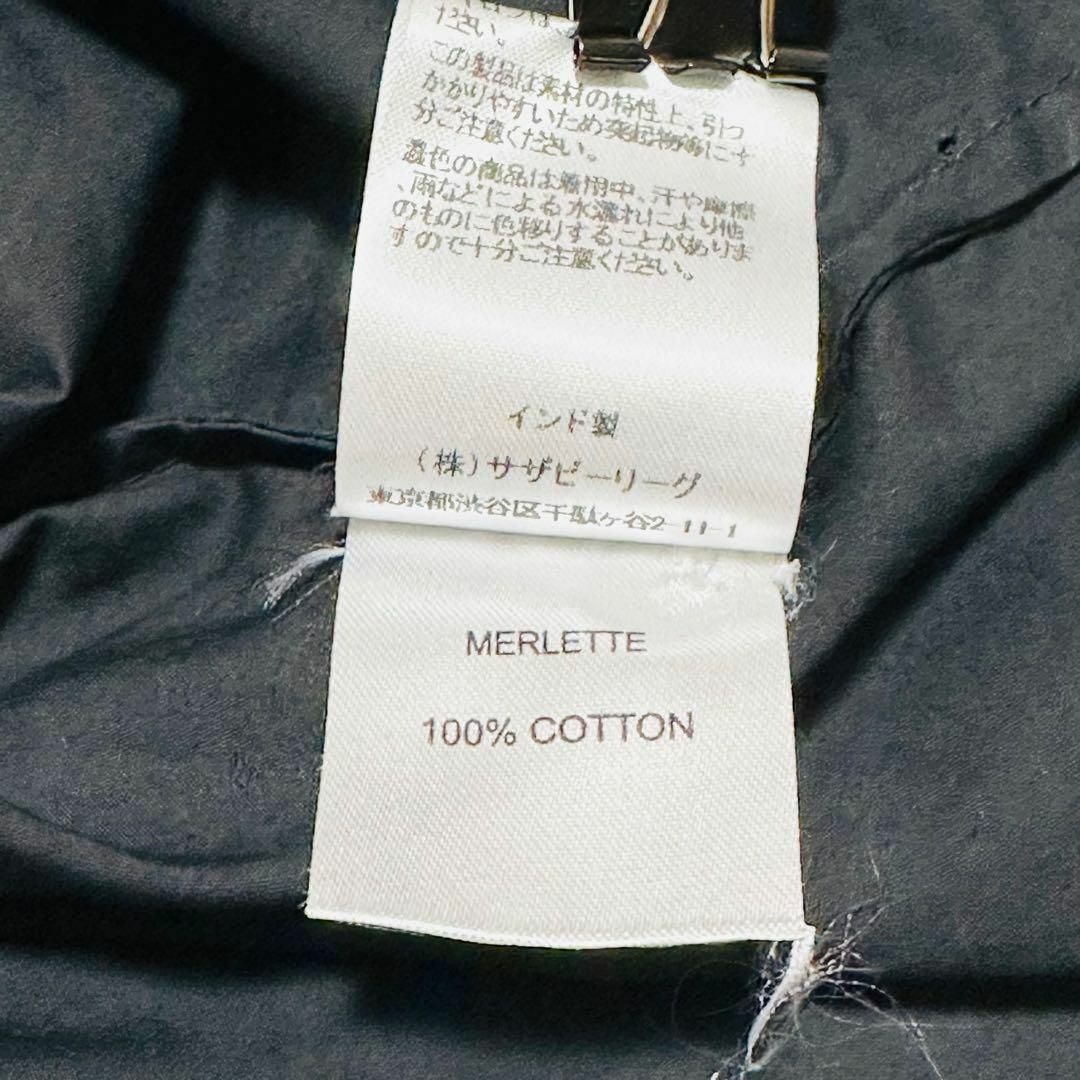 ださい。
この製品は素材の特性上、引っ
かかりやすいため突起物等には十
分ご注意ください。
濃色の商品は着用中、汗や摩擦
、雨などによる水濡れにより他
のものに色移りすることがありま
すので十分ご注意ください。
インド製
(株)サザビーリーグ
東京都渋谷区千駄ヶ谷2-11-1
MERLETTE
100% COTTON